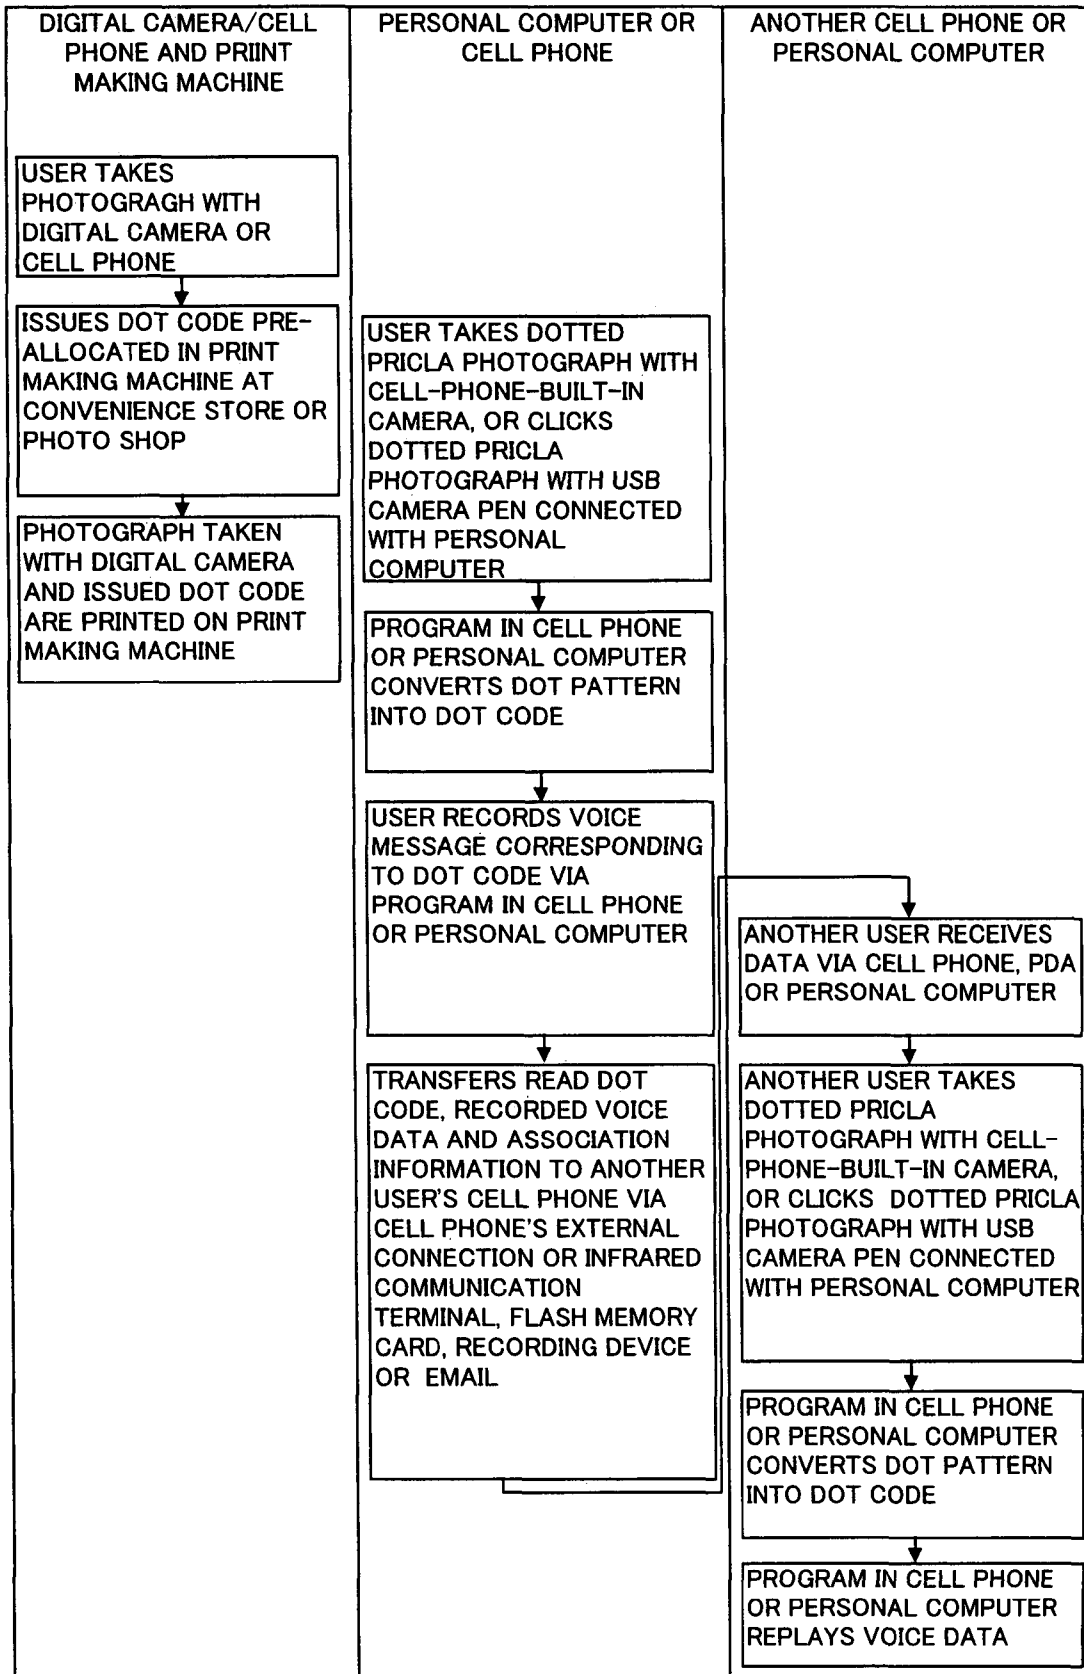 DIGITAL CAMERA/CELL
PHONE AND PRIINT
MAKING MACHINE
USER TAKES
PHOTOGRAGH WITH
DIGITAL CAMERA OR
CELL PHONE
ISSUES DOT CODE PRE-
ALLOCATED IN PRINT
MAKING MACHINE AT
CONVENIENCE STORE OR
PHOTO SHOP
PHOTOGRAPH TAKEN
WITH DIGITAL CAMERA
AND ISSUED DOT CODE
ARE PRINTED ON PRINT
MAKING MACHINE
PERSONAL COMPUTER OR
CELL PHONE
USER TAKES DOTTED
PRICLA PHOTOGRAPH WITH
CELL-PHONE-BUILT-IN
CAMERA, OR CLICKS
DOTTED PRICLA
PHOTOGRAPH WITH USB
CAMERA PEN CONNECTED
WITH PERSONAL
COMPUTER
PROGRAM IN CELL PHONE
OR PERSONAL COMPUTER
CONVERTS DOT PATTERN
INTO DOT CODE
USER RECORDS VOICE
MESSAGE CORRESPONDING
TO DOT CODE VIA
PROGRAM IN CELL PHONE
OR PERSONAL COMPUTER
TRANSFERS READ DOT
CODE, RECORDED VOICE
DATA AND ASSOCIATION
INFORMATION TO ANOTHER
USER'S CELL PHONE VIA
CELL PHONE'S EXTERNAL
CONNECTION OR INFRARED
COMMUNICATION
TERMINAL, FLASH MEMORY
CARD, RECORDING DEVICE
OR EMAIL
ANOTHER CELL PHONE OR
PERSONAL COMPUTER
ANOTHER USER RECEIVES
DATA VIA CELL PHONE, PDA
OR PERSONAL COMPUTER
ANOTHER USER TAKES
DOTTED PRICLA
PHOTOGRAPH WITH CELL-
PHONE-BUILT-IN CAMERA,
OR CLICKS DOTTED PRICLA
PHOTOGRAPH WITH USB
CAMERA PEN CONNECTED
WITH PERSONAL COMPUTER
PROGRAM IN CELL PHONE
OR PERSONAL COMPUTER
CONVERTS DOT PATTERN
INTO DOT CODE
PROGRAM IN CELL PHONE
OR PERSONAL COMPUTER
REPLAYS VOICE DATA